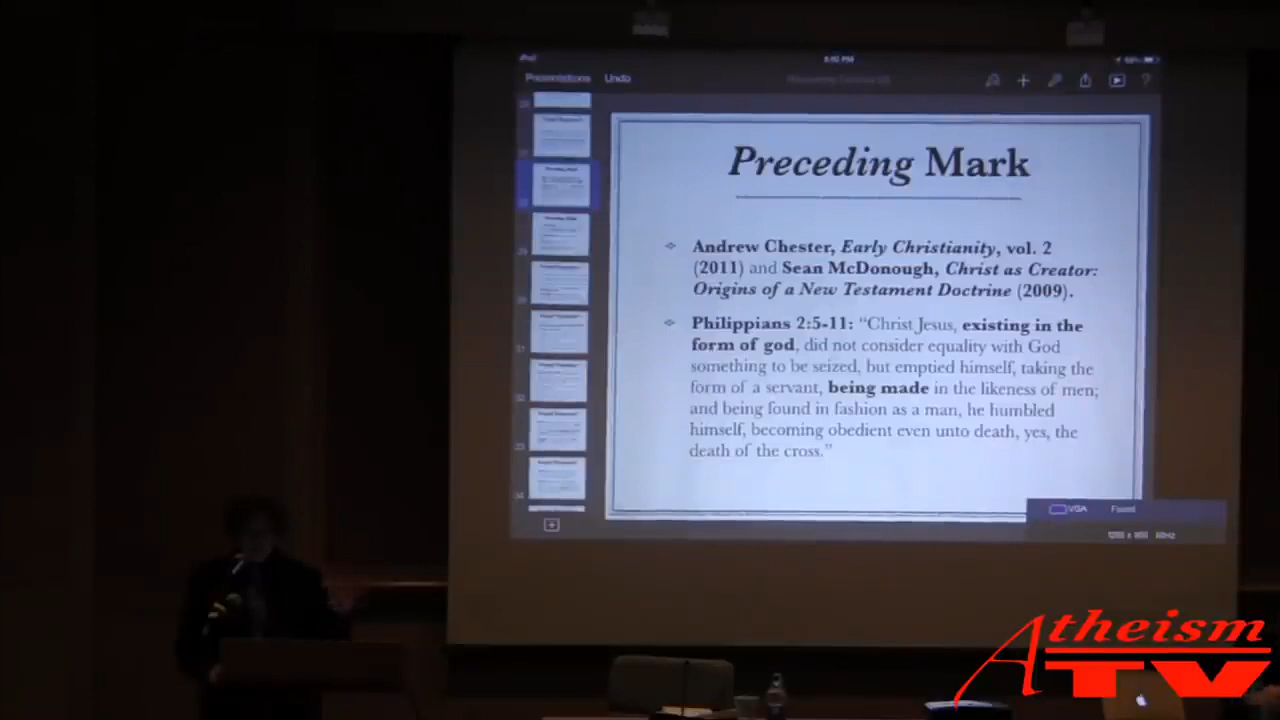 iPad
Presentations Undo
Preceding Mark
Andrew Chester, Early Christianity, vol. 2
(2011) and Sean McDonough, Christ as Creator:
Origins of a New Testament Doctrine (2009).
Philippians 2:5-11: “Christ Jesus, existing in the
form of god, did not consider equality with God
something to be seized, but emptied himself, taking the
form of a servant, being made in the likeness of men;
and being found in fashion as a man, he humbled
himself, becoming obedient even unto death, yes, the
death of the cross.”
VGA Found
Atheism
TV